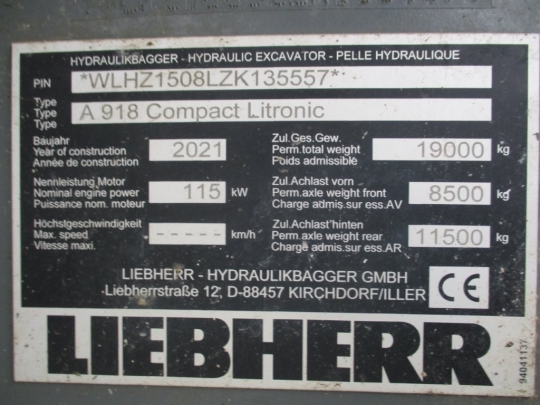 HYDRAULIKBAGGER - HYDRAULIC EXCAVATOR - PELLE HYDRAULIQUE
PIN *WLHZ1508LZK135557*
Type
Type A 918 Compact Litronic
Type
Baujahr
Year of construction 2021
Année de construction
Zul.Ges.Gew.
Perm.total weight 19000 kg
Poids admissible
Nennleistung Motor
Nominal engine power 115 kW
Puissance nom. moteur
Zul.Achlast vorn
Perm.axle weight front 8500 kg
Charge admis.sur ess.AV
Höchstgeschwindigkeit
Max. speed - - - - - km/h
Vitesse maxi.
Zul.Achlast hinten
Perm.axle weight rear 11500 kg
Charge admis.sur ess.AR
LIEBHERR - HYDRAULIKBAGGER GMBH
Liebherrstraße 12, D-88457 KIRCHDORF/ILLER
CE
LIEBHERR
94041137